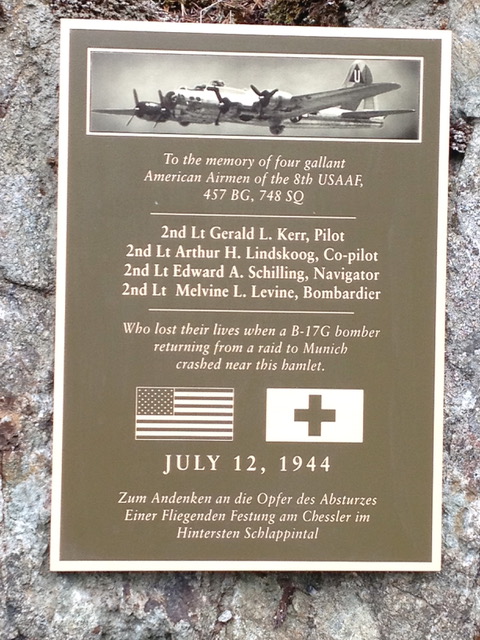 U
To the memory of four gallant
American Airmen of the 8th USAAF,
457 BG, 748 SQ
2nd Lt Gerald L. Kerr, Pilot
2nd Lt Arthur H. Lindskoog, Co-pilot
2nd Lt Edward A. Schilling, Navigator
2nd Lt Melvine L. Levine, Bombardier
Who lost their lives when a B-17G bomber
returning from a raid to Munich
crashed near this hamlet.
JULY 12, 1944
Zum Andenken an die Opfer des Absturzes
Einer Fliegenden Festung am Chessler im
Hintersten Schlappintal